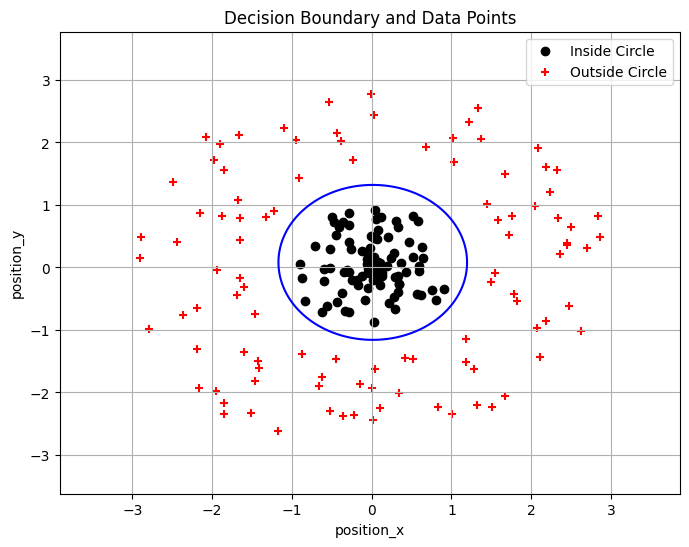 Decision Boundary and Data Points
Inside Circle
Outside Circle
3
2
1
0
−1
−2
−3
position_y
−3
−2
−1
0
1
2
3
position_x